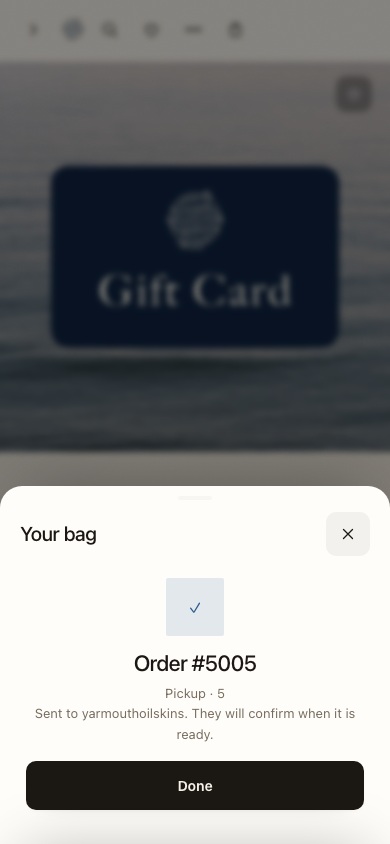 Gift Card
Your bag
Order #5005
Pickup · 5
Sent to yarmouthoilskins. They will confirm when it is
ready.
Done